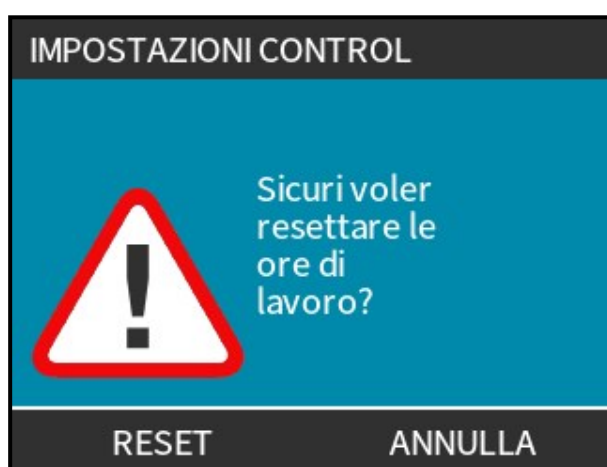 IMPOSTAZIONI CONTROL
Sicuri voler
resettare le
ore di
lavoro?
!
RESET
ANNULLA